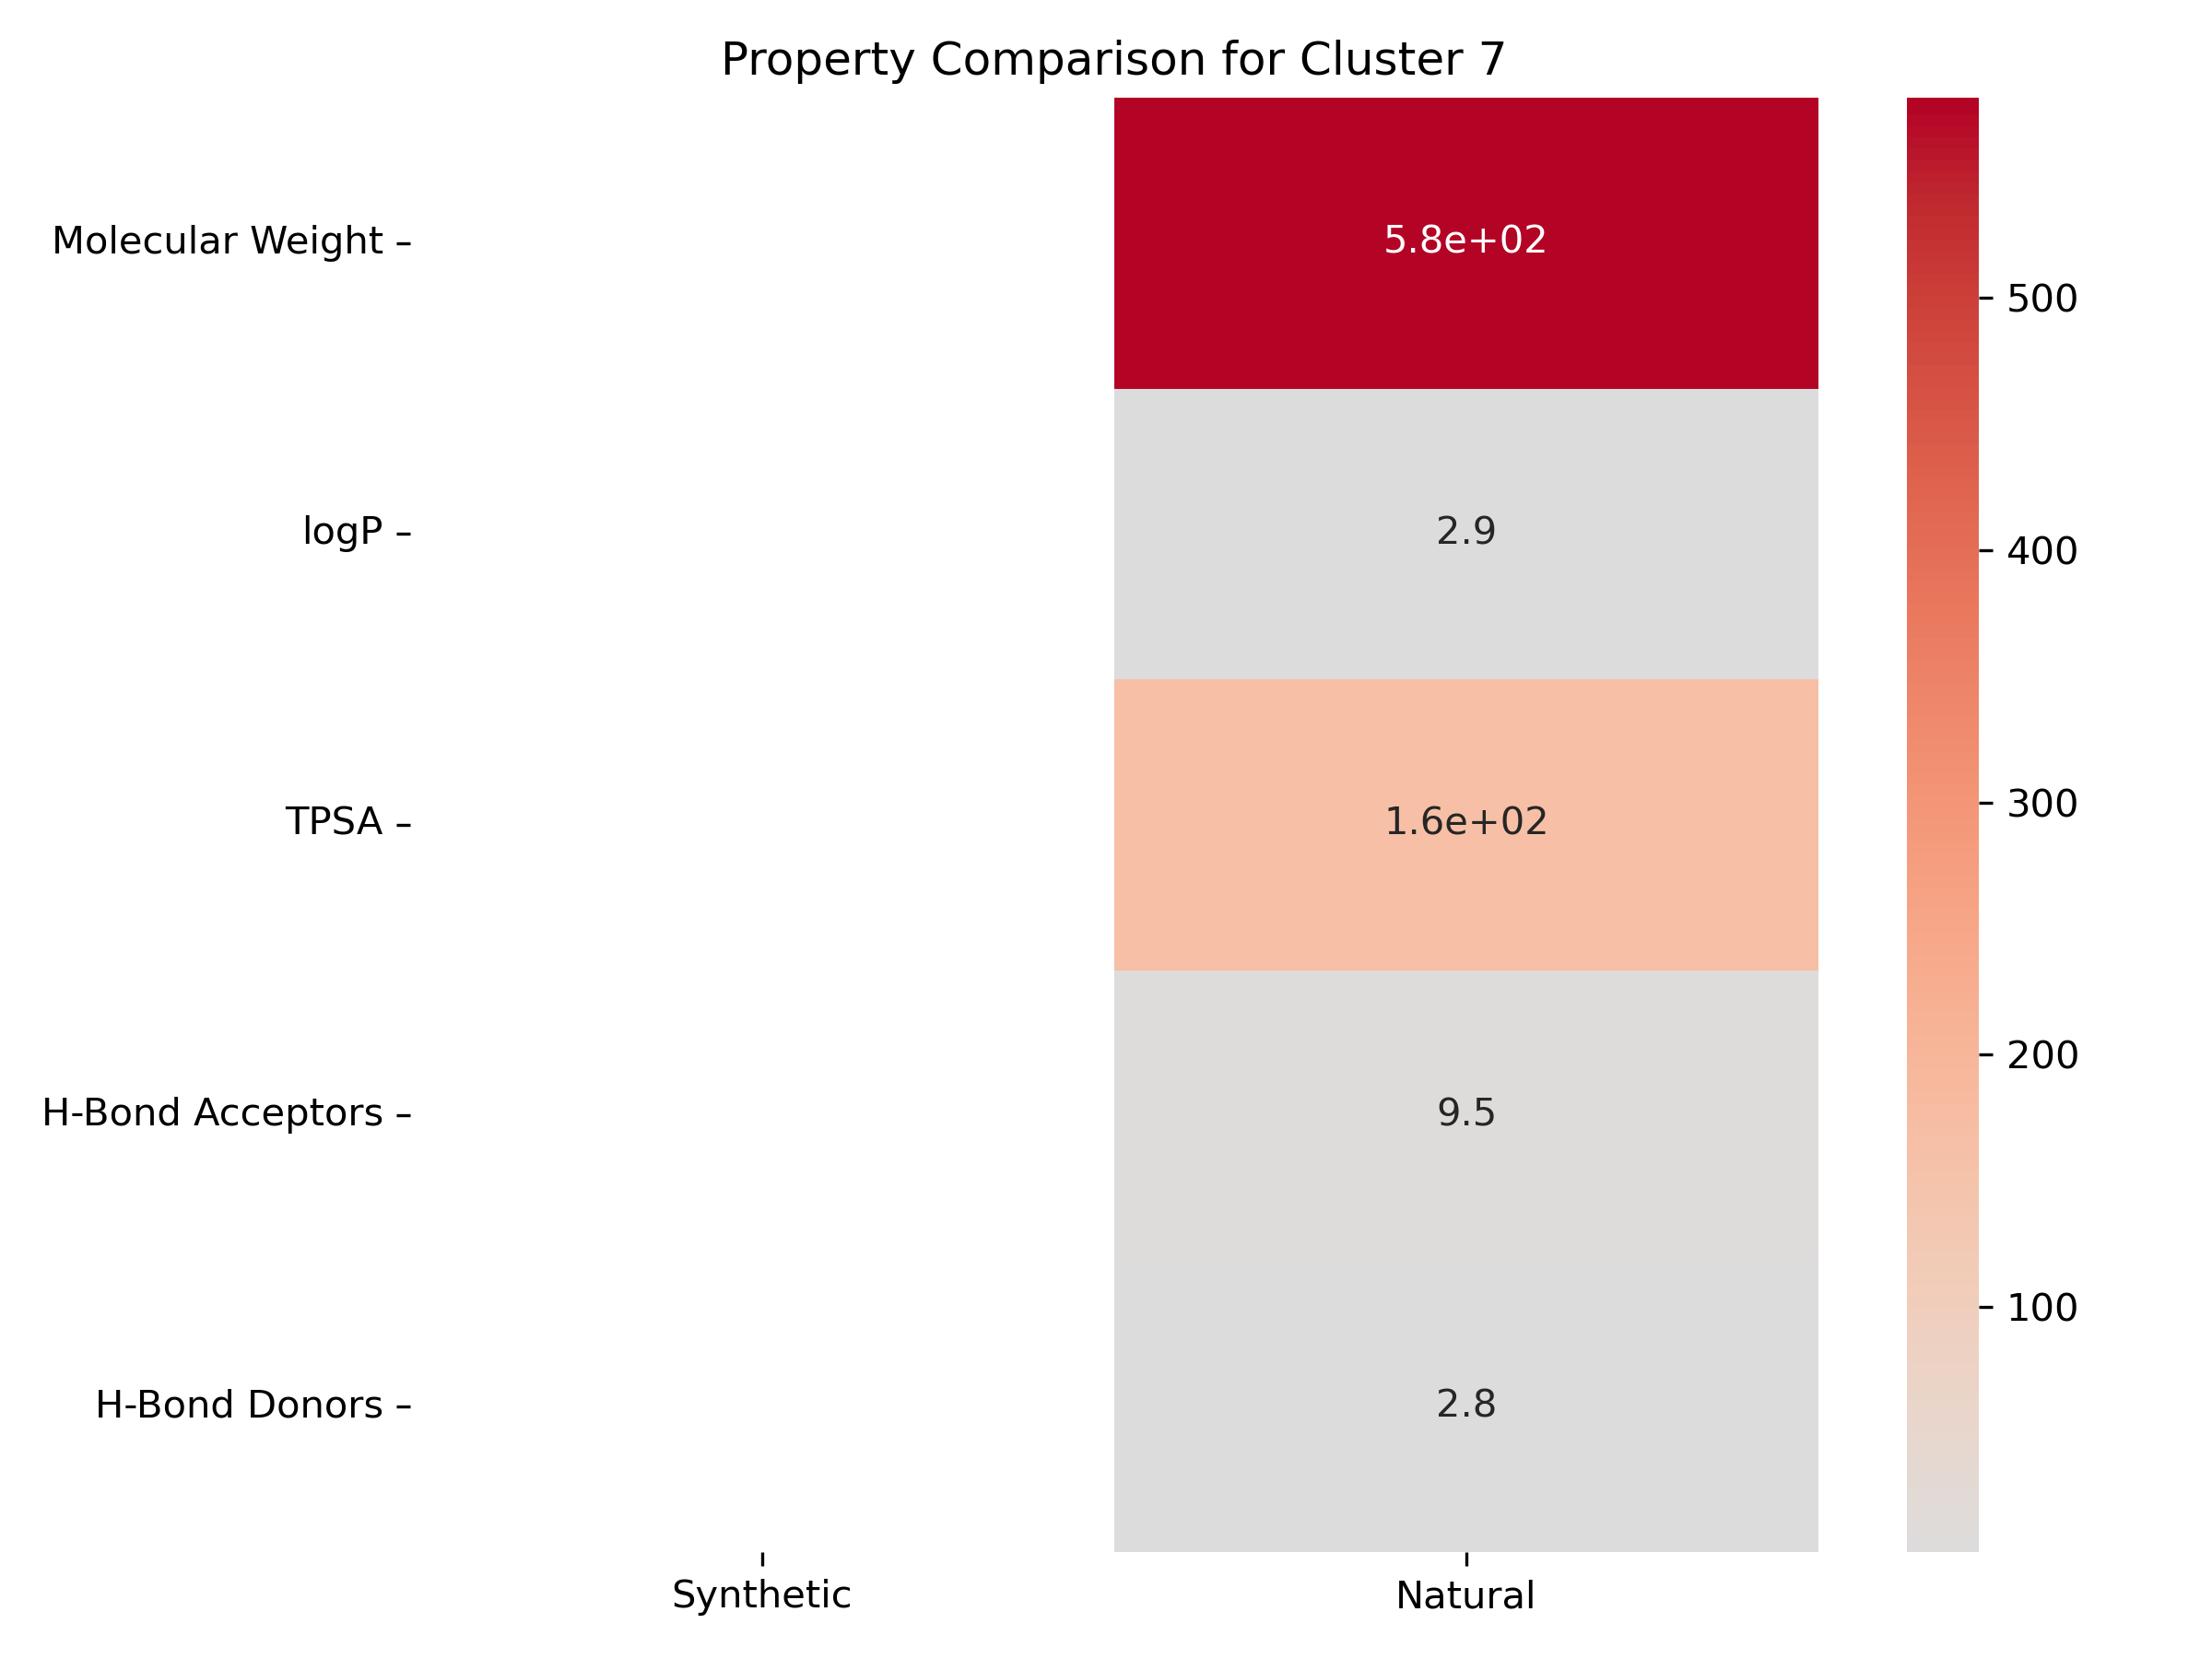 Property Comparison for Cluster 7
Molecular Weight
5.8e+02
logP
2.9
TPSA
1.6e+02
H-Bond Acceptors
9.5
H-Bond Donors
2.8
Synthetic
Natural
500
400
300
200
100